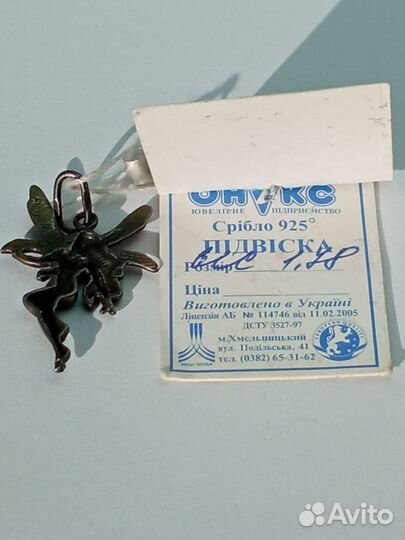 ОНИКС
ЮВЕЛІРНЕ ПІДПРИЄМСТВО
Срібло 925°
ПІДВІСКА
Розмір 1.78
Ціна
Виготовлено в Україні
Ліцензія АБ № 114746 від 11.02.2005
ДСТУ 3527-97
м.Хмельницький
вул. Подільська, 41
тел. (0382) 65-31-62
Avito